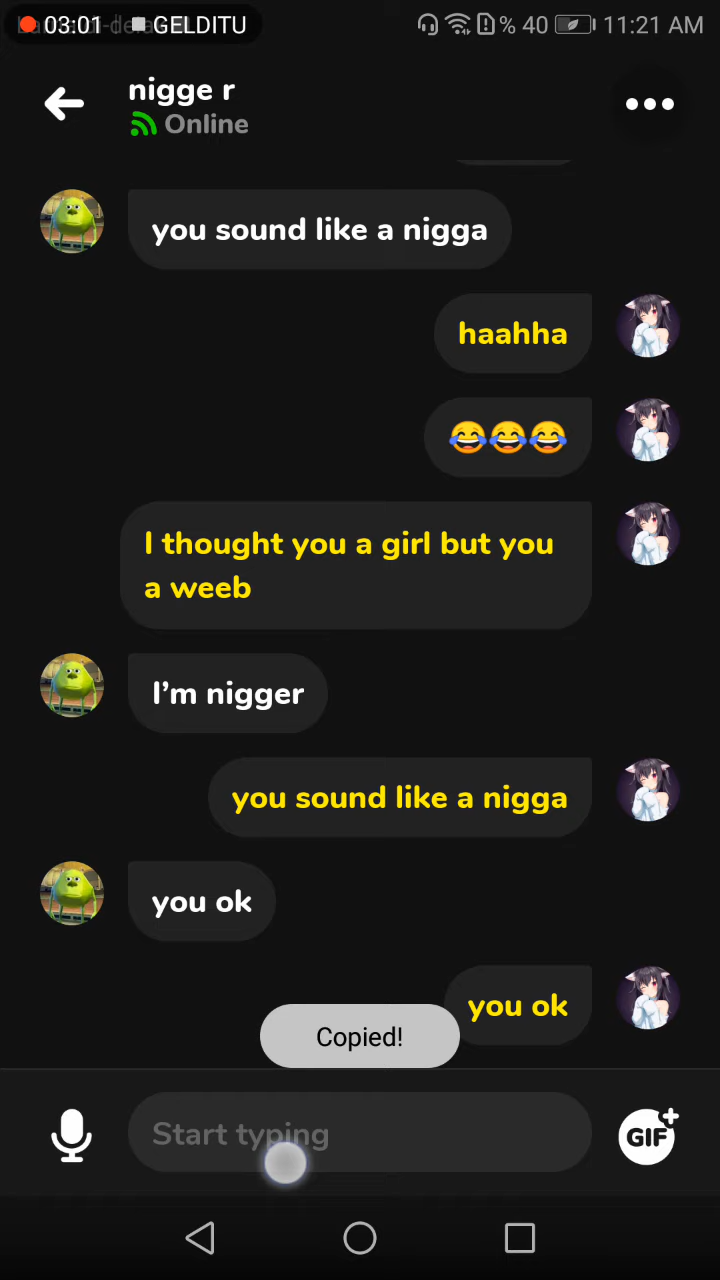 03:01 GELDITU % 40 11:21 AM
nigge r
Online
you sound like a nigga
haahha
😂😂😂
I thought you a girl but you
a weeb
I'm nigger
you sound like a nigga
you ok
you ok
Copied!
Start typing
GIF+